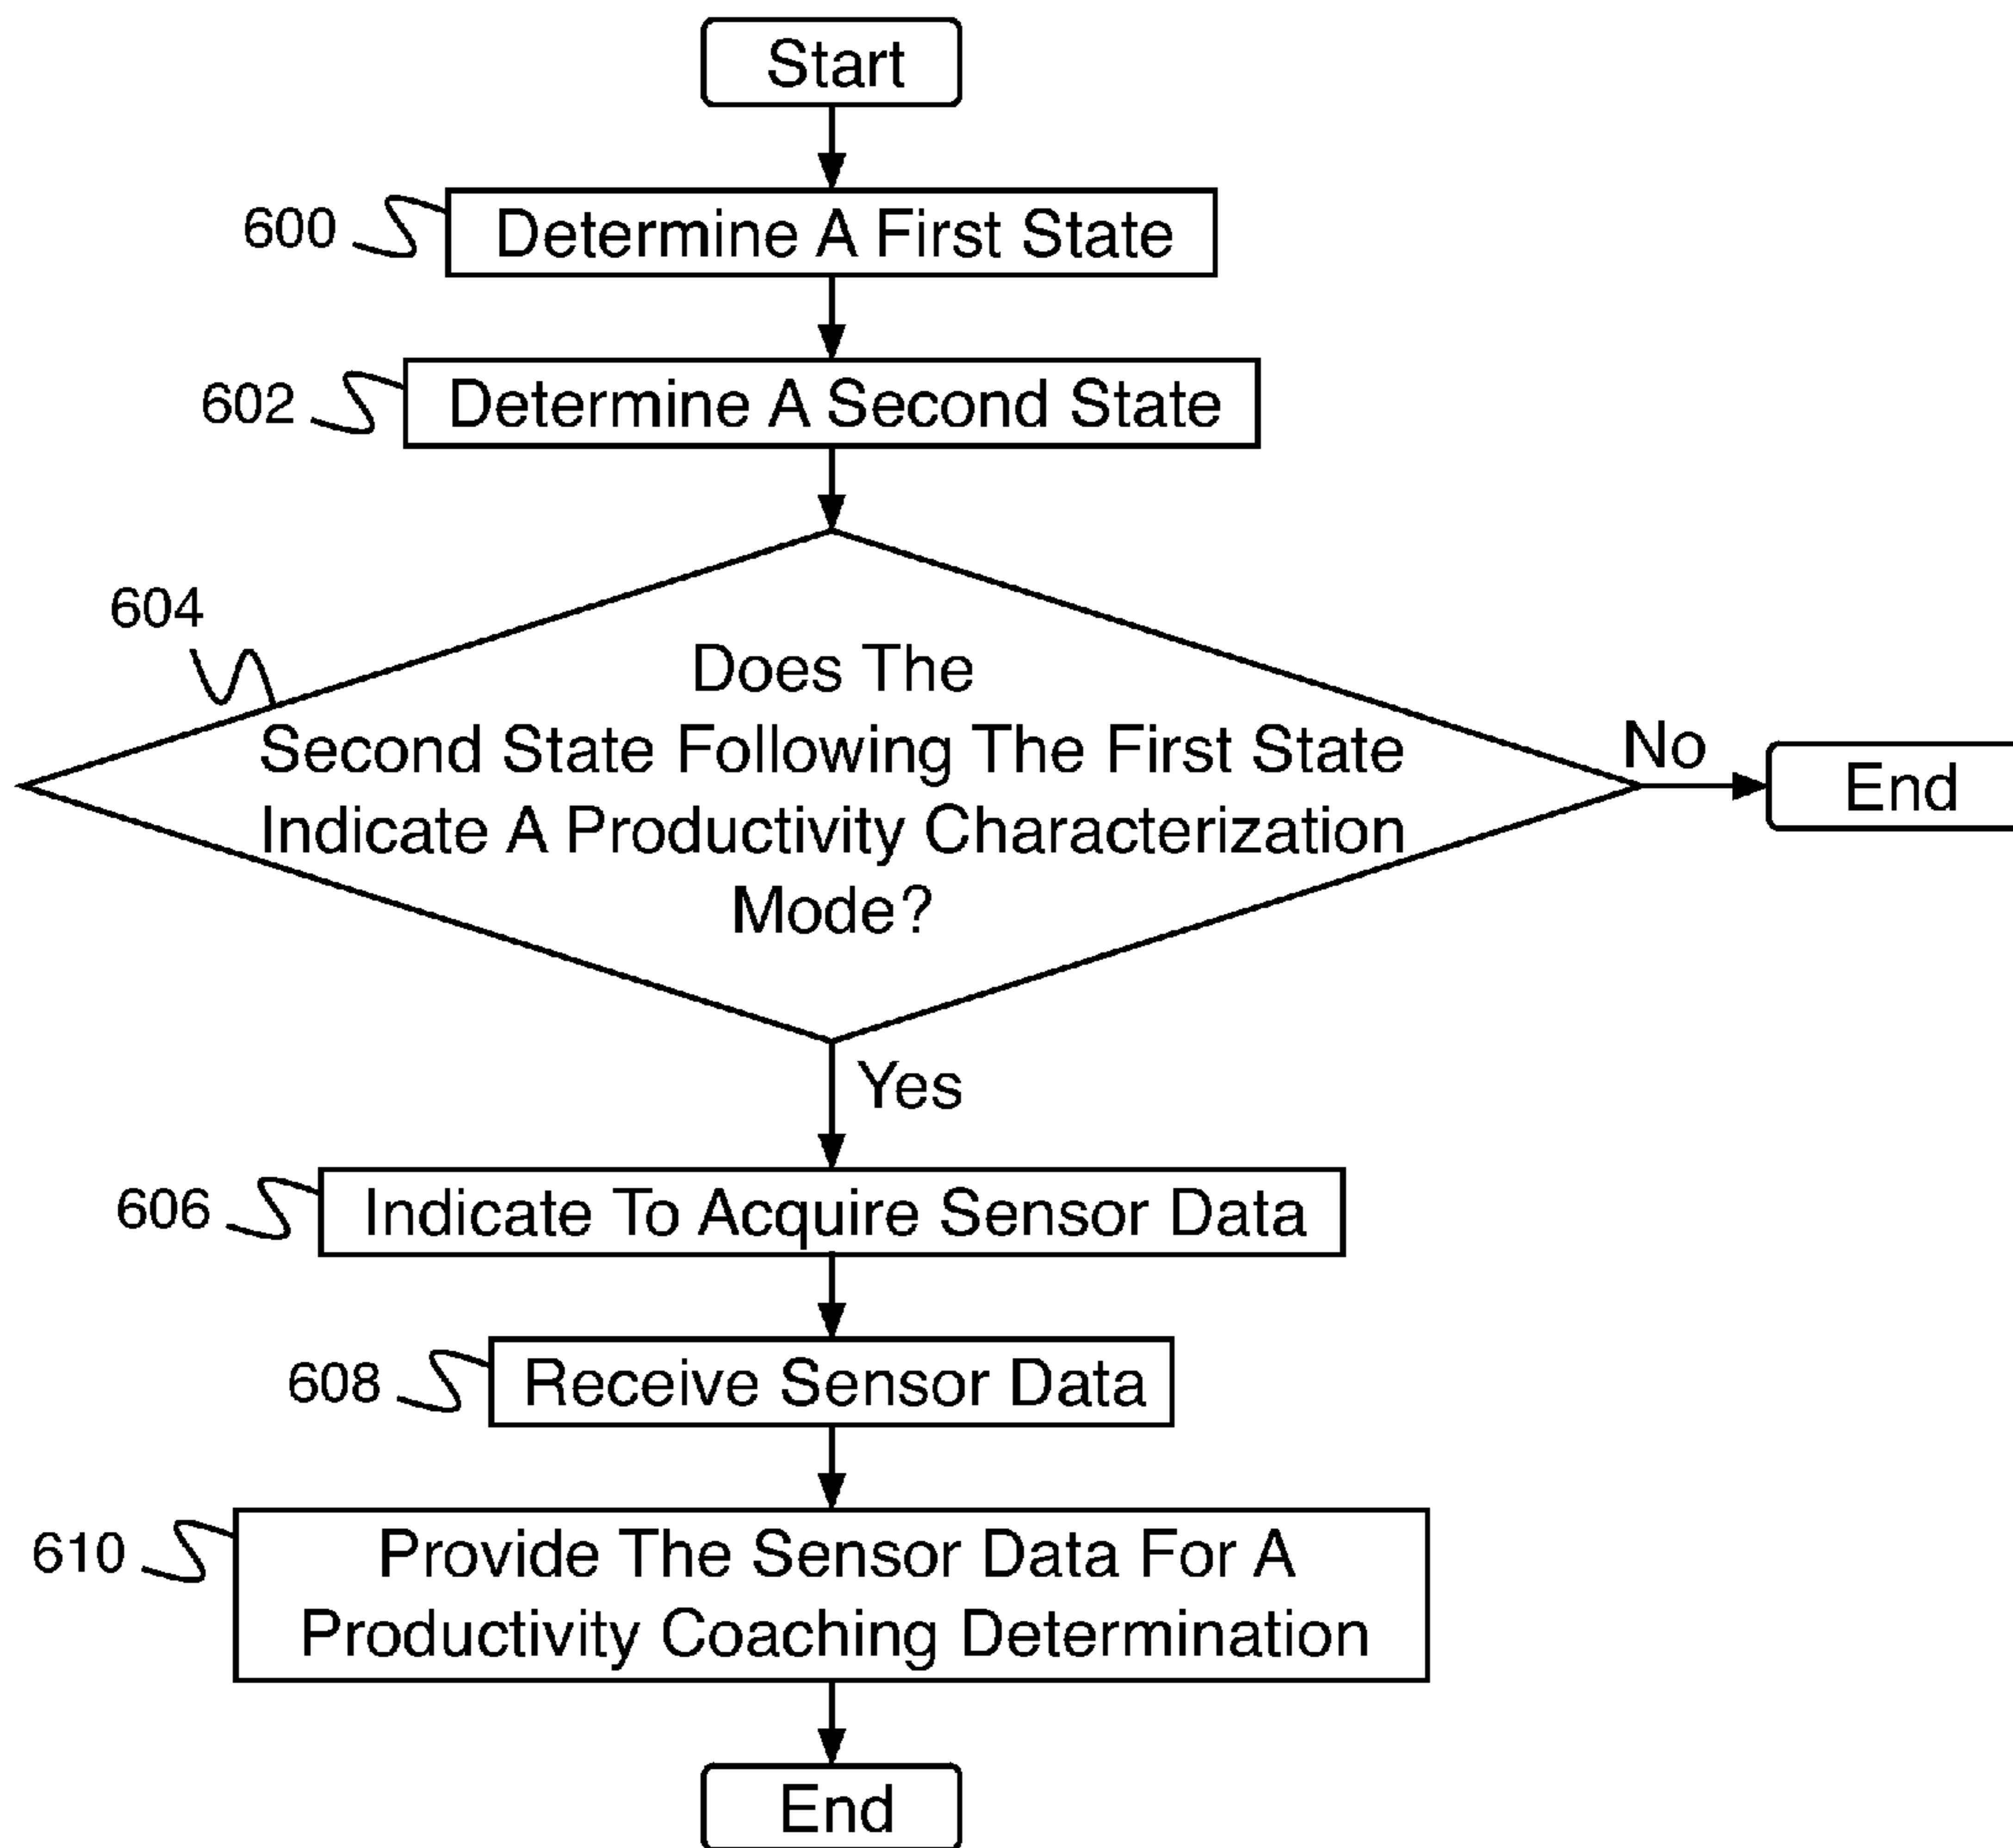 Start
600
Determine A First State
602
Determine A Second State
604
Does The
Second State Following The First State
Indicate A Productivity Characterization
Mode?
No
End
Yes
606
Indicate To Acquire Sensor Data
608
Receive Sensor Data
610
Provide The Sensor Data For A
Productivity Coaching Determination
End